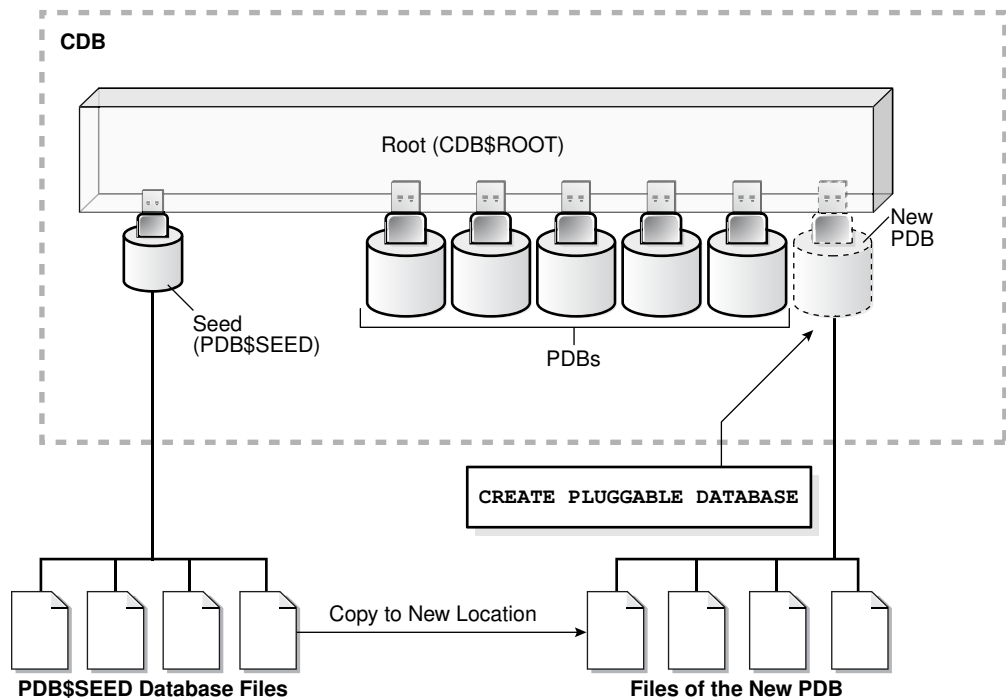 CDB
Root (CDB$ROOT)
New
PDB
Seed
(PDB$SEED)
PDBs
CREATE PLUGGABLE DATABASE
Copy to New Location
PDB$SEED Database Files
Files of the New PDB